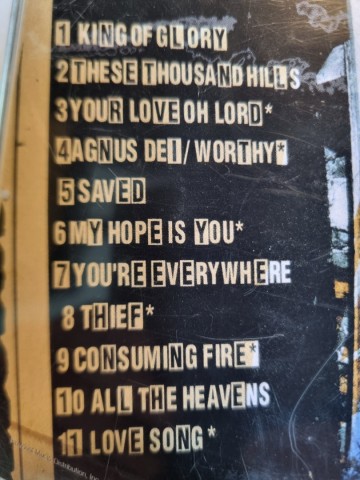 1 KING OF GLORY
2 THESE THOUSAND HILLS
3 YOUR LOVE OH LORD*
4 AGNUS DEI/WORTHY*
5 SAVED
6 MY HOPE IS YOU*
7 YOU'RE EVERYWHERE
8 THIEF*
9 CONSUMING FIRE*
10 ALL THE HEAVENS
11 LOVE SONG*
Distribution, Inc.